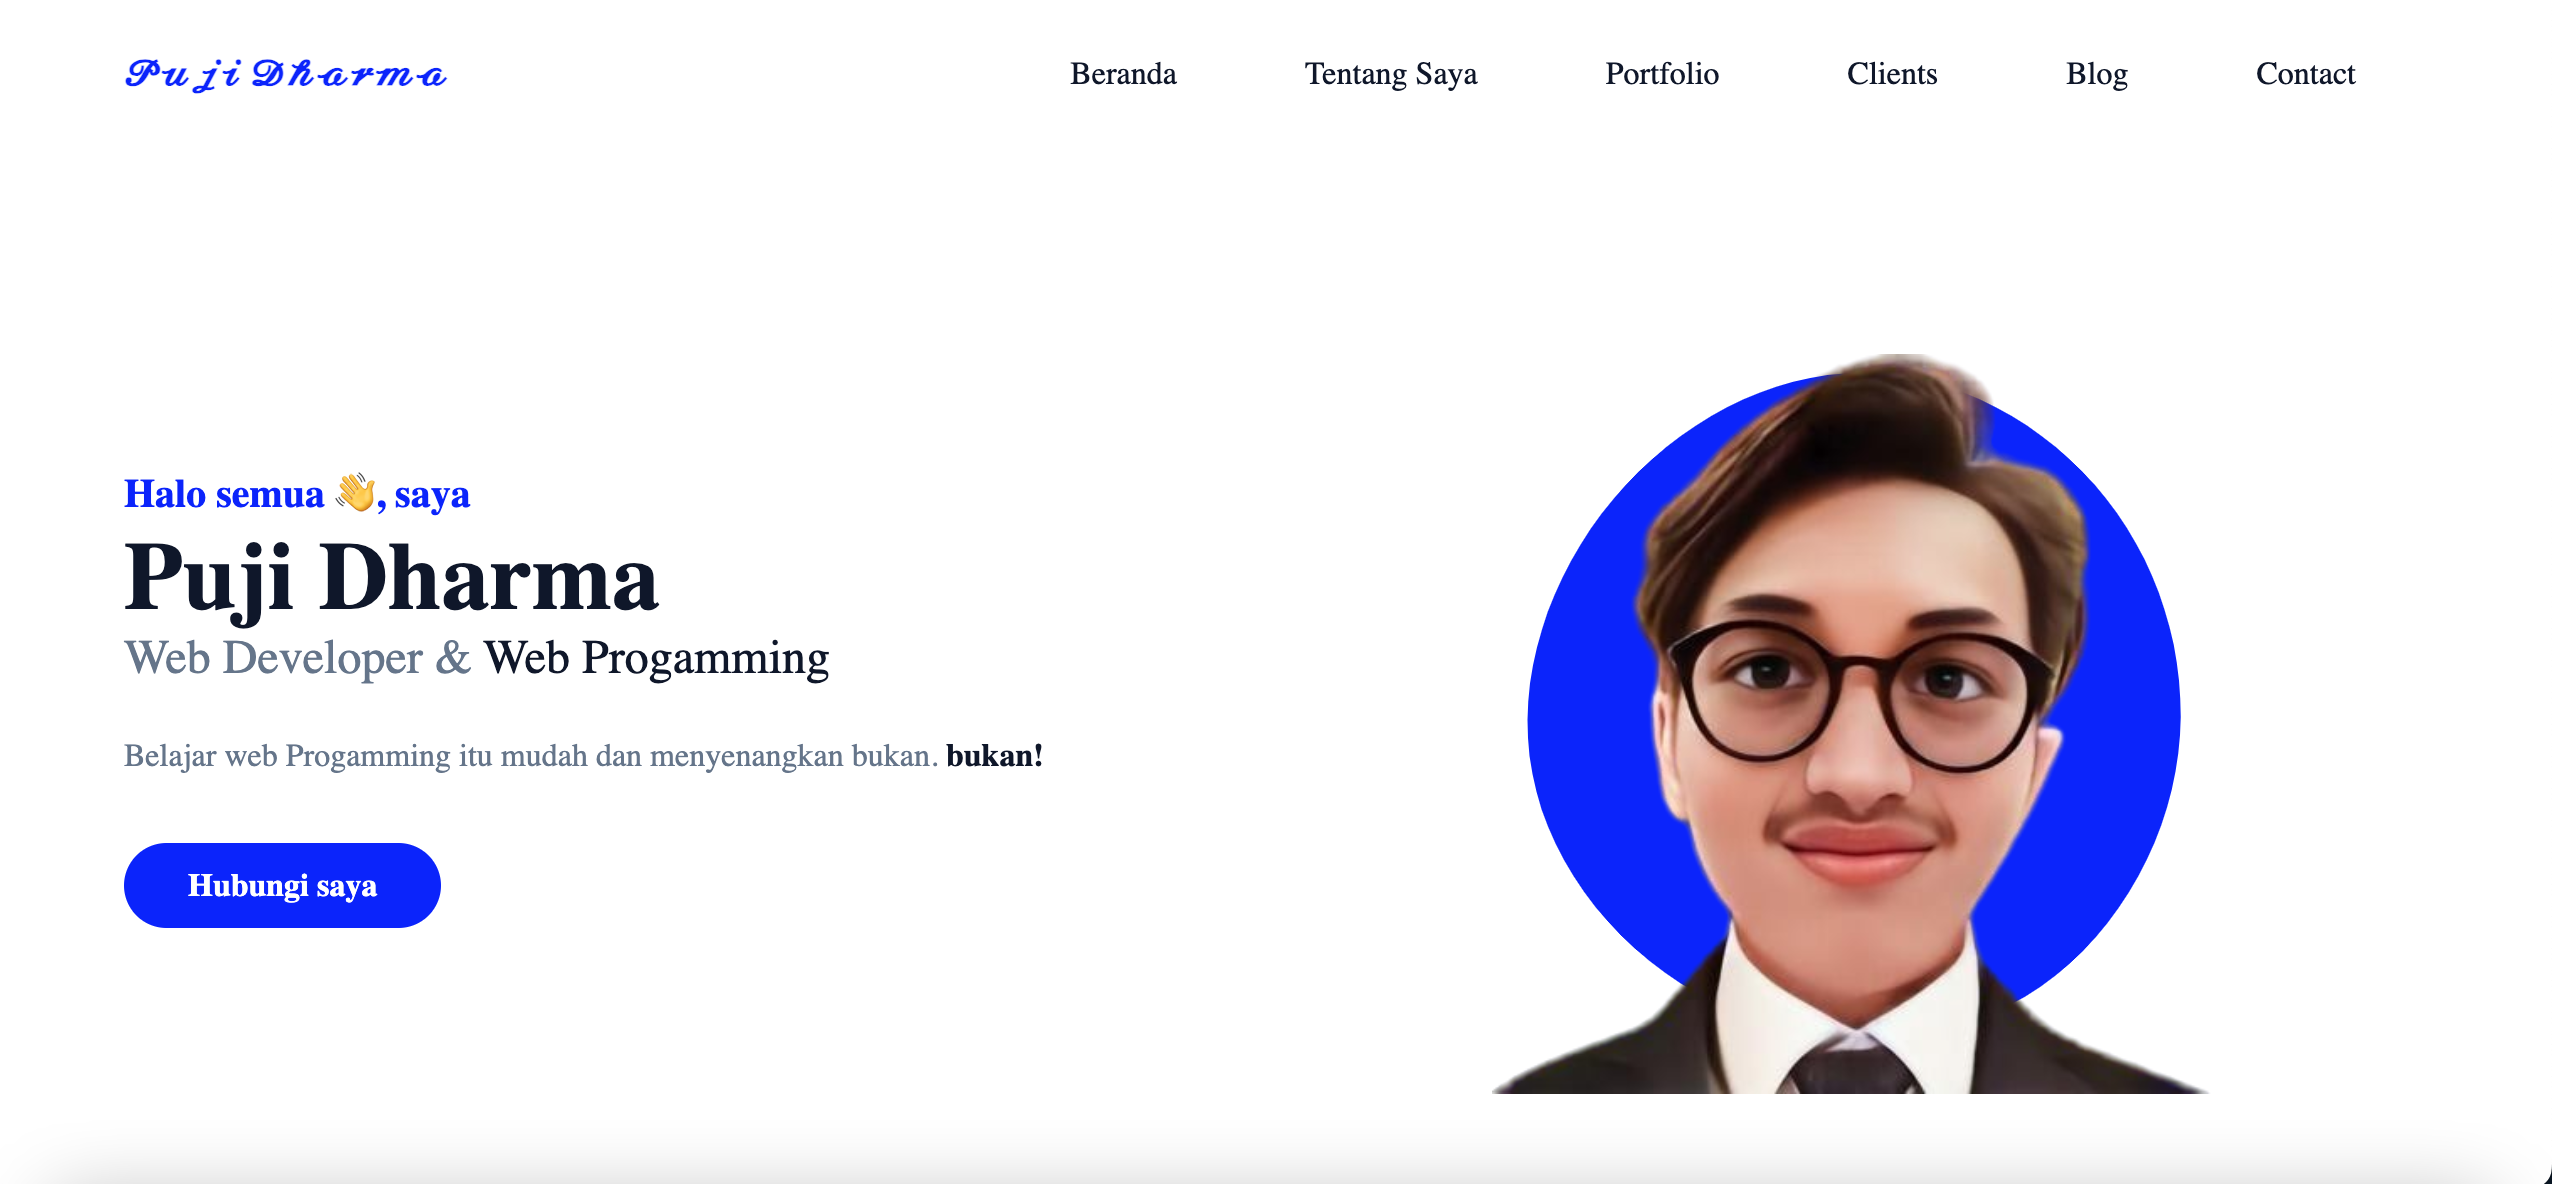 Puji Dharma
Beranda Tentang Saya Portfolio Clients Blog Contact
Halo semua 👋, saya
Puji Dharma
Web Developer & Web Progamming
Belajar web Progamming itu mudah dan menyenangkan bukan. bukan!
Hubungi saya